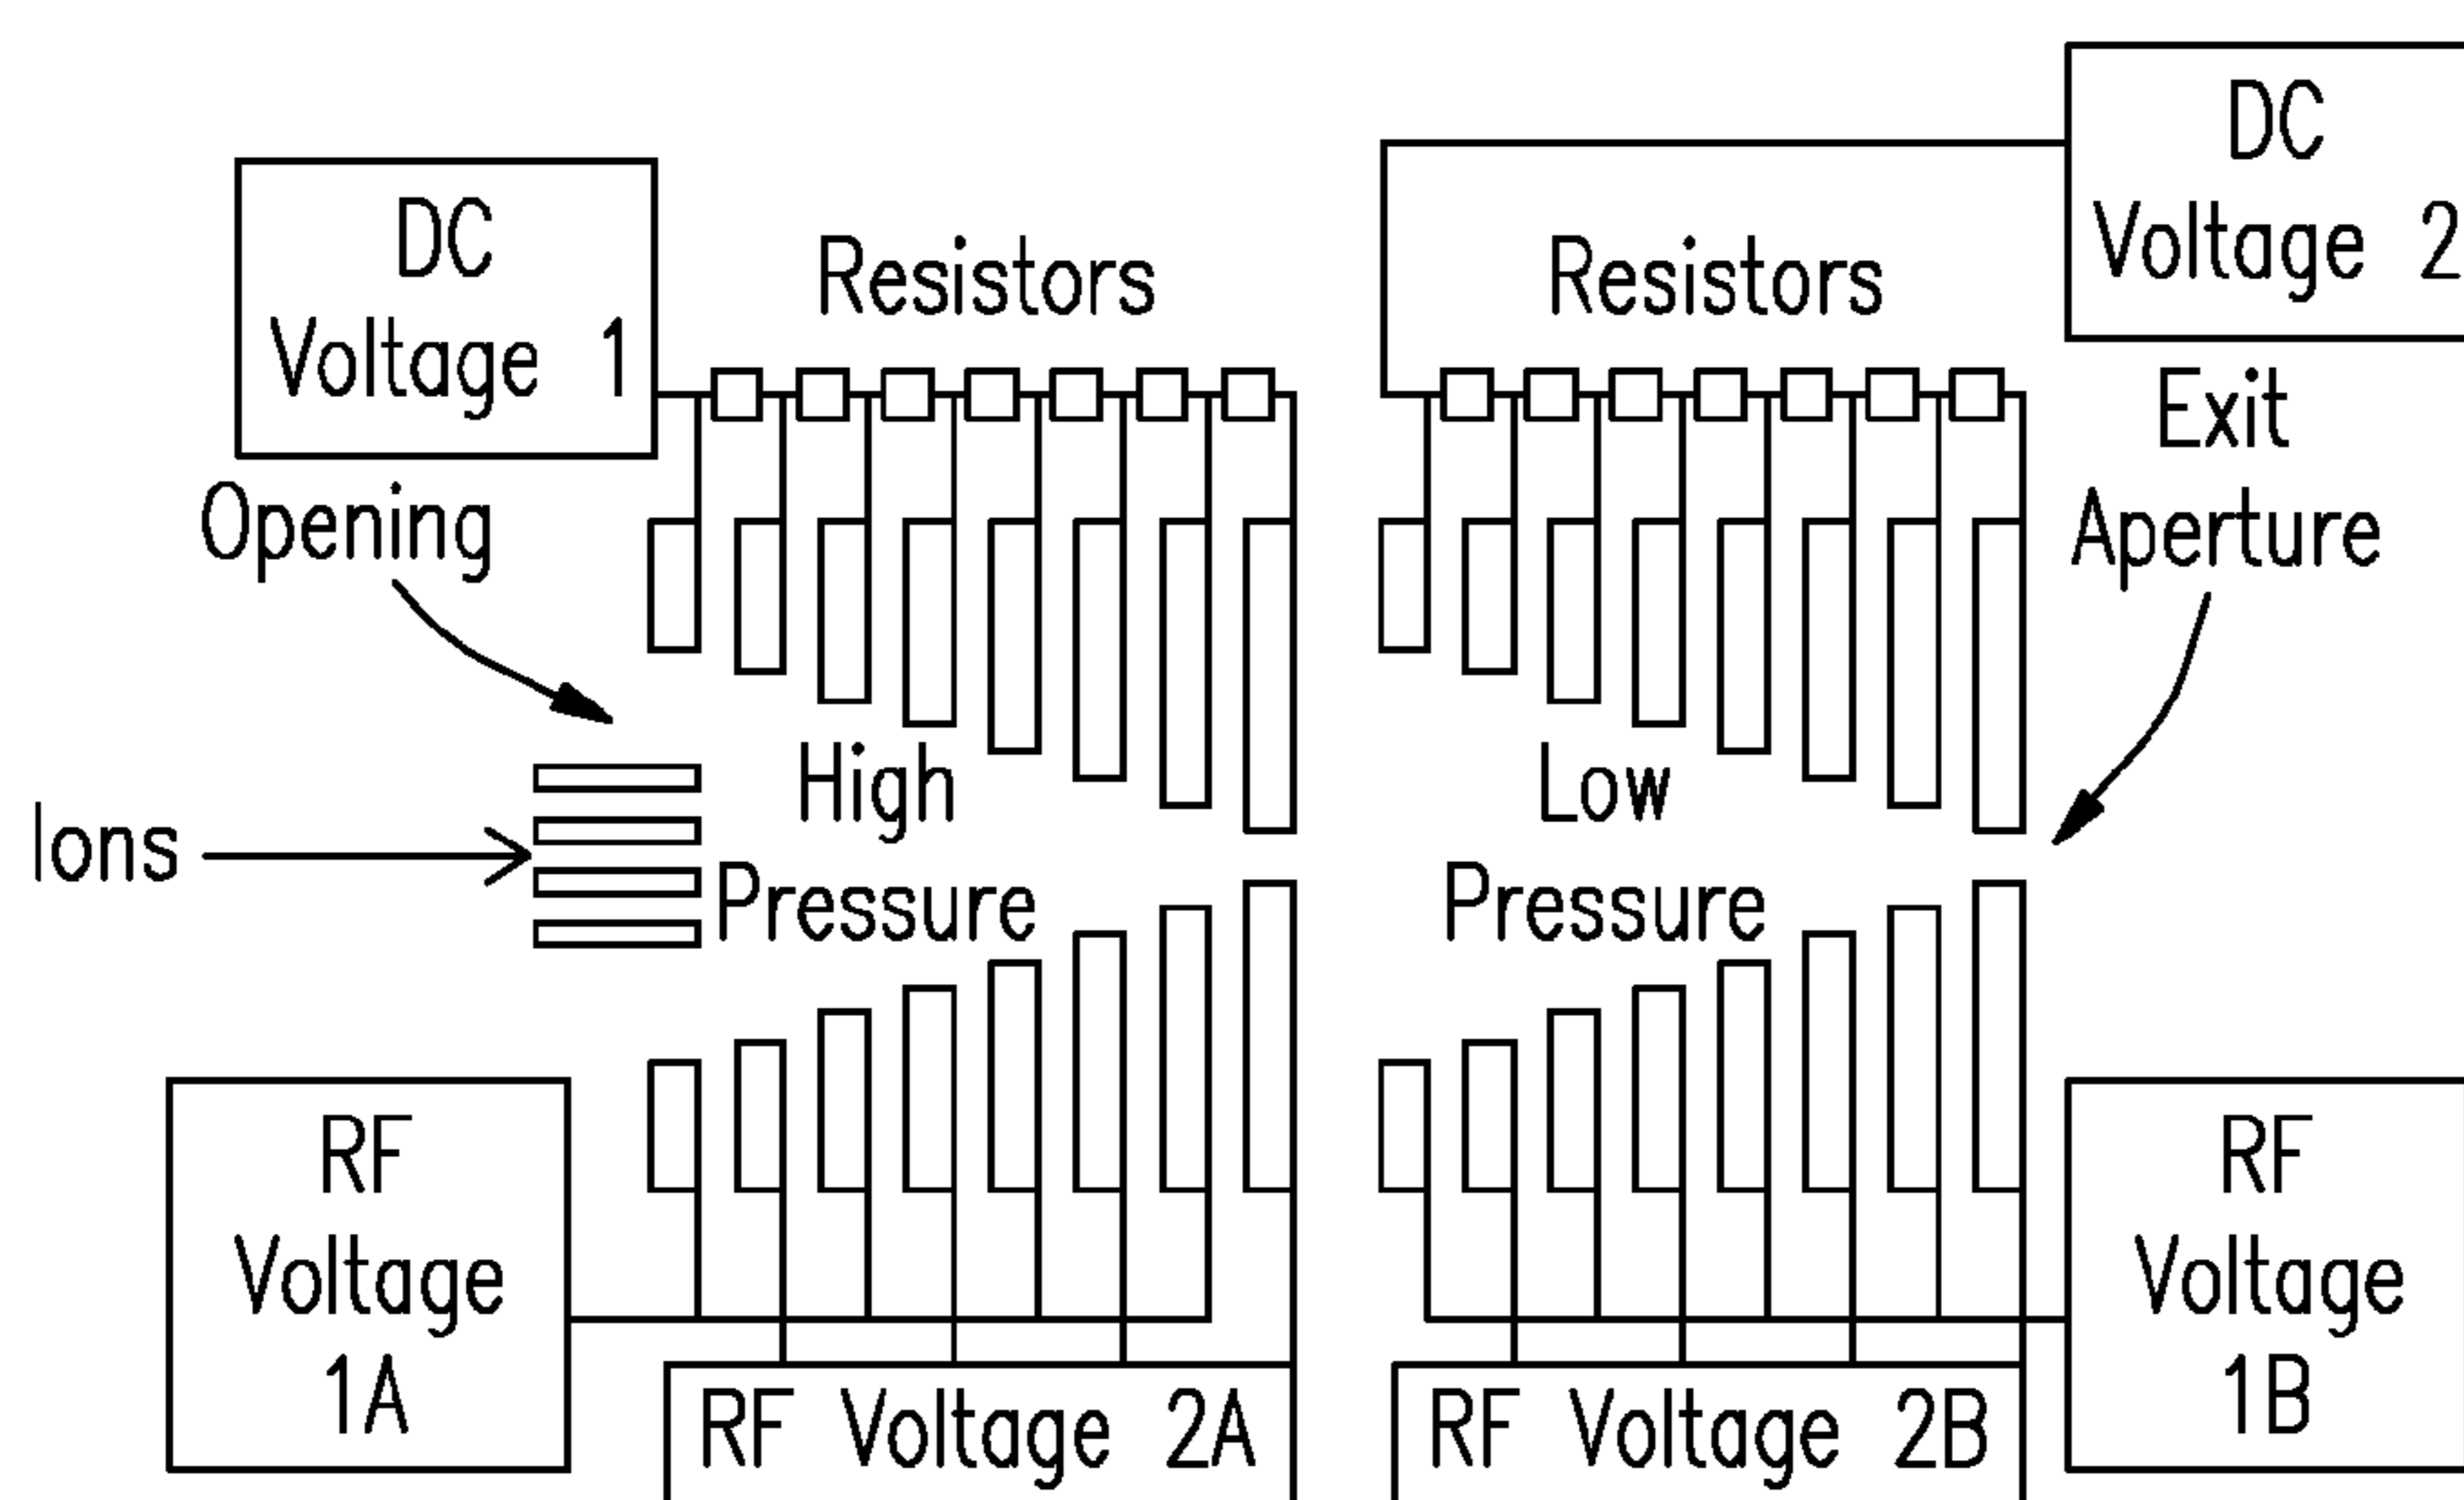 DC
Voltage 2
DC
Voltage 1
Resistors
Resistors
Exit
Aperture
Opening
High
Pressure
Low
Pressure
Ions
RF
Voltage
1A
RF
Voltage
1B
RF Voltage 2A
RF Voltage 2B